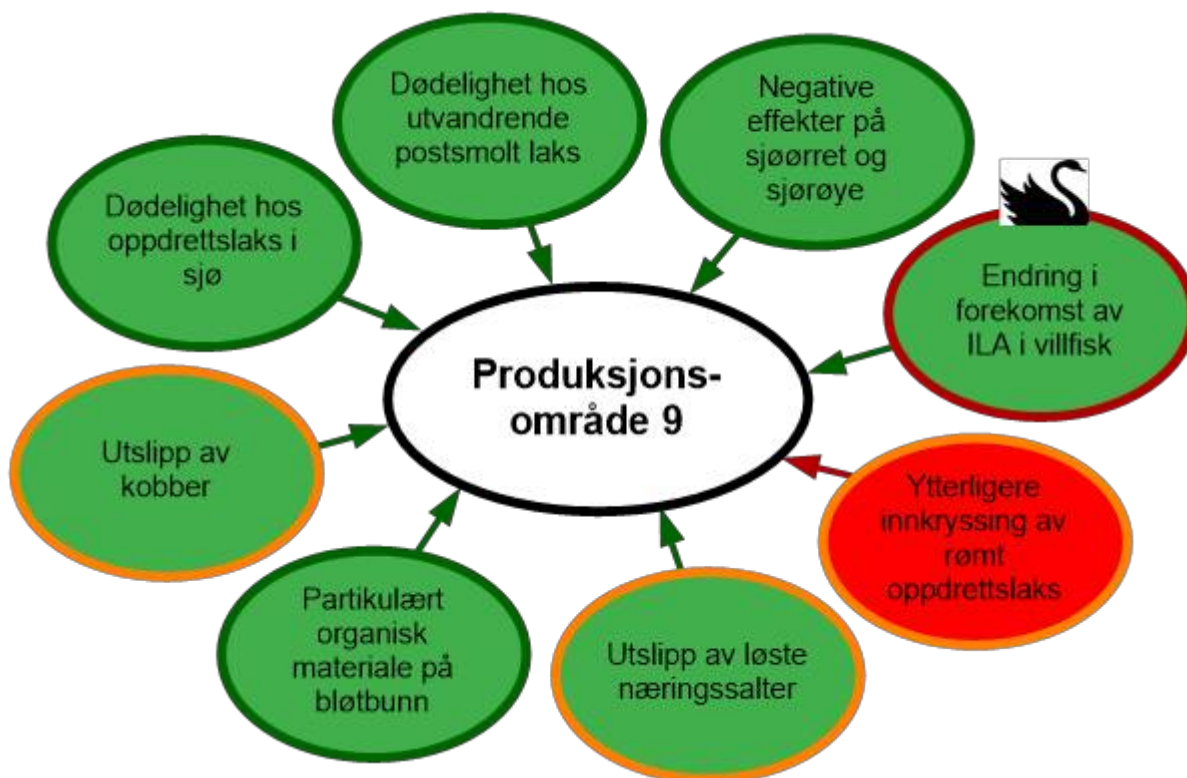 Dødelighet hos
utvandrende
postsmolt laks
Negative
effekter på
sjøørret og
sjørøye
Dødelighet hos
oppdrettslaks i
sjø
Endring i
forekomst av
ILA i villfisk
Produksjons-
område 9
Utslipp av
kobber
Ytterligere
innkryssing av
rømt
oppdrettslaks
Partikulært
organisk
materiale på
bløtbunn
Utslipp av løste
næringssalter